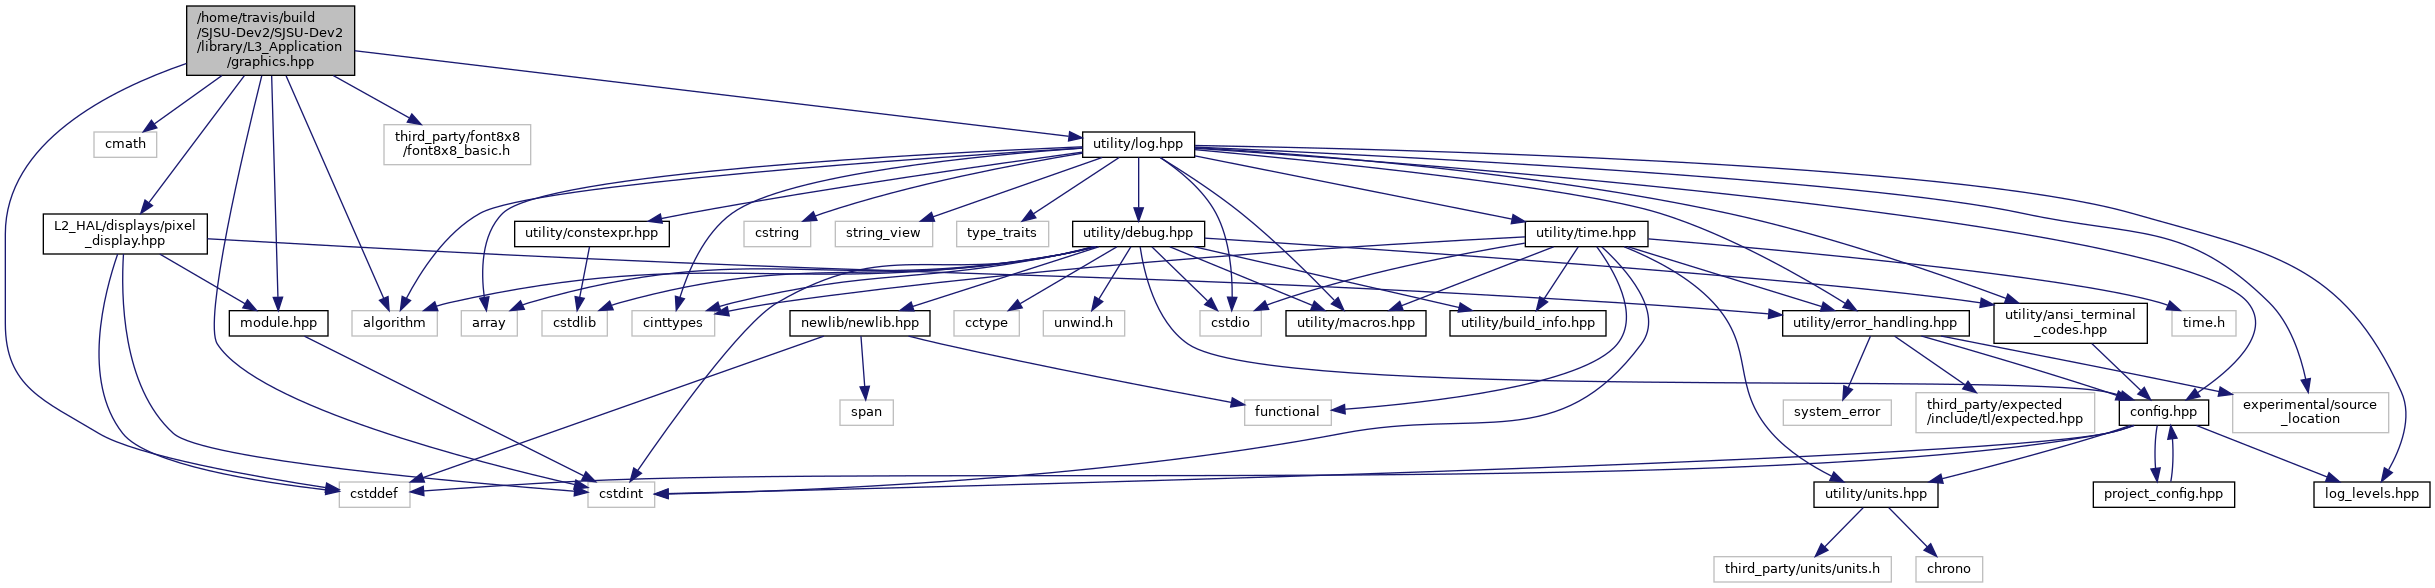 /home/travis/build
/SJSU-Dev2/SJSU-Dev2
/library/L3_Application
/graphics.hpp
cmath
third_party/font8x8
/font8x8_basic.h
utility/log.hpp
L2_HAL/displays/pixel
_display.hpp
utility/constexpr.hpp
cstring
string_view
type_traits
utility/debug.hpp
utility/time.hpp
module.hpp
algorithm
array
cstdlib
cinttypes
newlib/newlib.hpp
cctype
unwind.h
cstdio
utility/macros.hpp
utility/build_info.hpp
utility/error_handling.hpp
utility/ansi_terminal
_codes.hpp
time.h
span
functional
system_error
third_party/expected
/include/tl/expected.hpp
config.hpp
experimental/source
_location
cstddef
cstdint
utility/units.hpp
project_config.hpp
log_levels.hpp
third_party/units/units.h
chrono